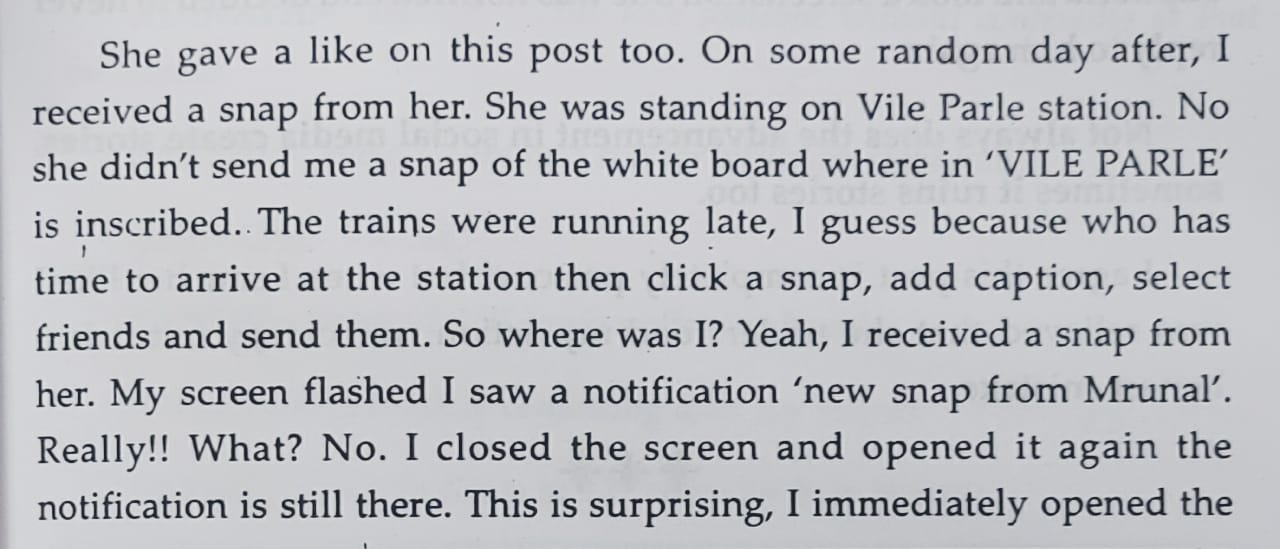 She gave a like on this post too. On some random day after, I
received a snap from her. She was standing on Vile Parle station. No
she didn't send me a snap of the white board where in 'VILE PARLE'
is inscribed. The trains were running late, I guess because who has
time to arrive at the station then click a snap, add caption, select
friends and send them. So where was I? Yeah, I received a snap from
her. My screen flashed I saw a notification 'new snap from Mrunal'.
Really!! What? No. I closed the screen and opened it again the
notification is still there. This is surprising, I immediately opened the